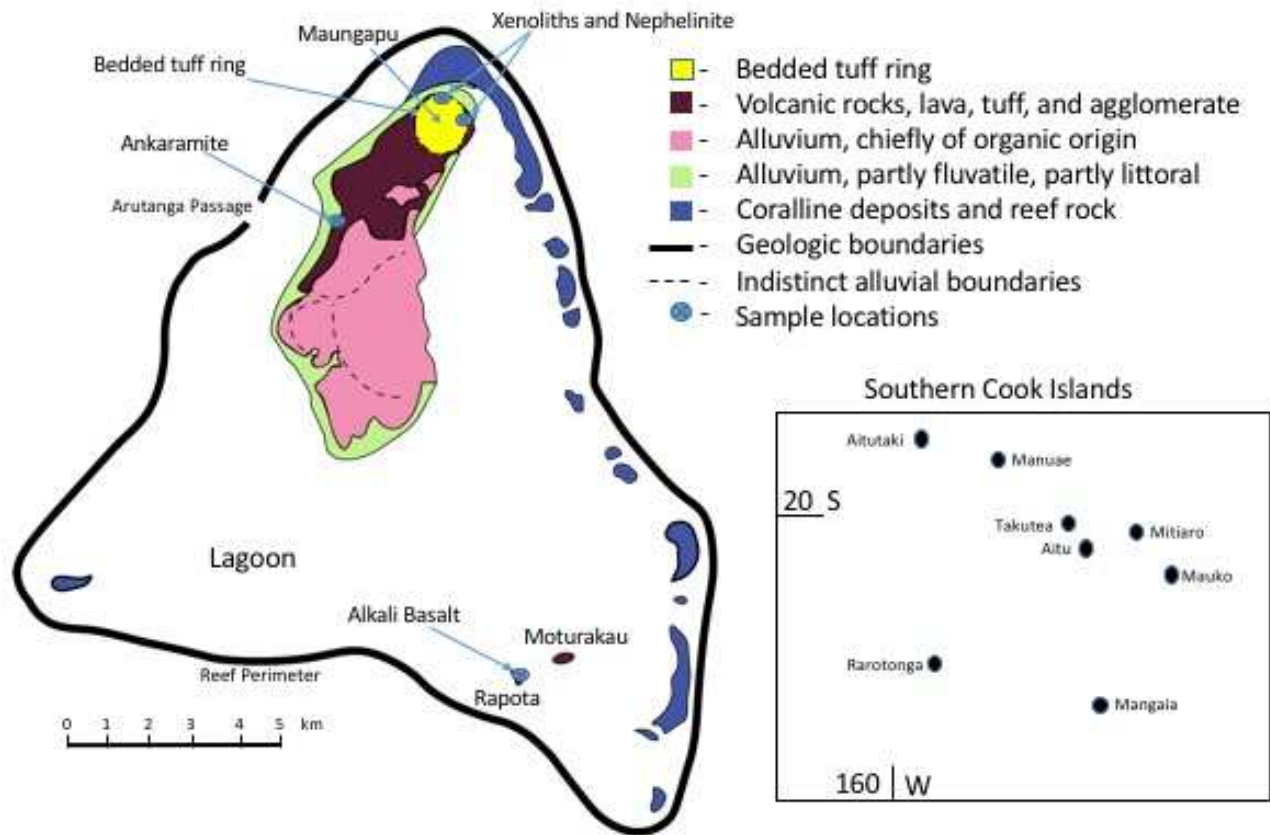 Xenoliths and Nephelinite
Maungapu
Bedded tuff ring
Ankaramite
Arutanga Passage
Lagoon
Alkali Basalt
Moturakau
Rapota
Reef Perimeter
0 1 2 3 4 5 km
- Bedded tuff ring
- Volcanic rocks, lava, tuff, and agglomerate
- Alluvium, chiefly of organic origin
- Alluvium, partly fluvatile, partly littoral
- Coralline deposits and reef rock
- Geologic boundaries
- Indistinct alluvial boundaries
- Sample locations
Southern Cook Islands
Aitutaki
Manuae
20 S
Takutea
Mitiaro
Aitu
Mauko
Rarotonga
Mangaia
160 W